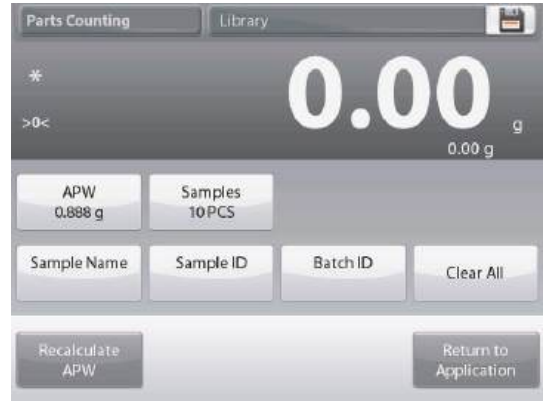 Parts Counting
Library
*
>0<
0.00
g
0.00 g
APW
0.888 g
Samples
10 PCS
Sample Name
Sample ID
Batch ID
Clear All
Recalculate
APW
Return to
Application